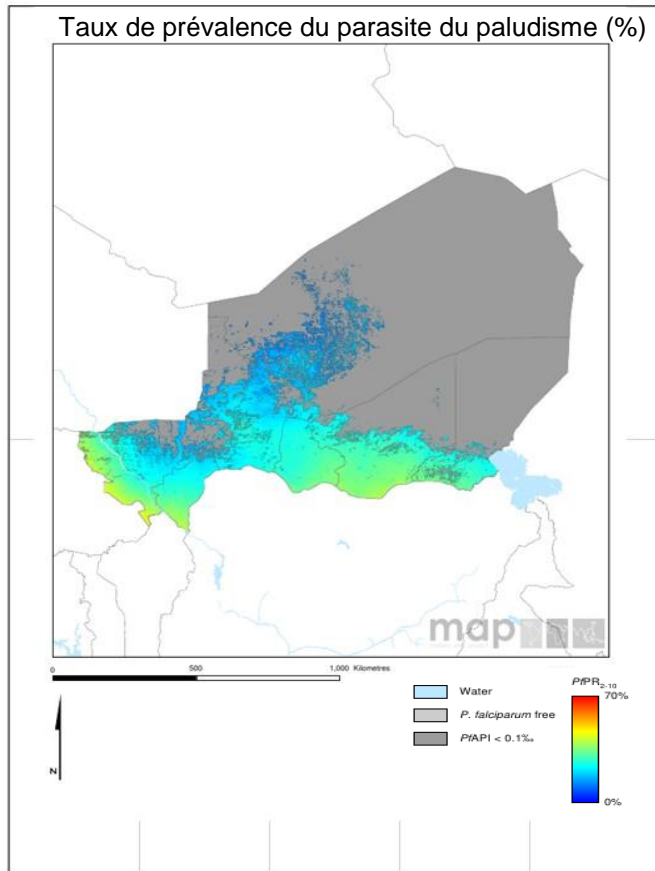 Taux de prévalence du parasite du paludisme (%)
map
0 500 1,000 Kilometres
N
Water
P. falciparum free
PfAPI < 0.1‰
PfPR2-10
70%
0%